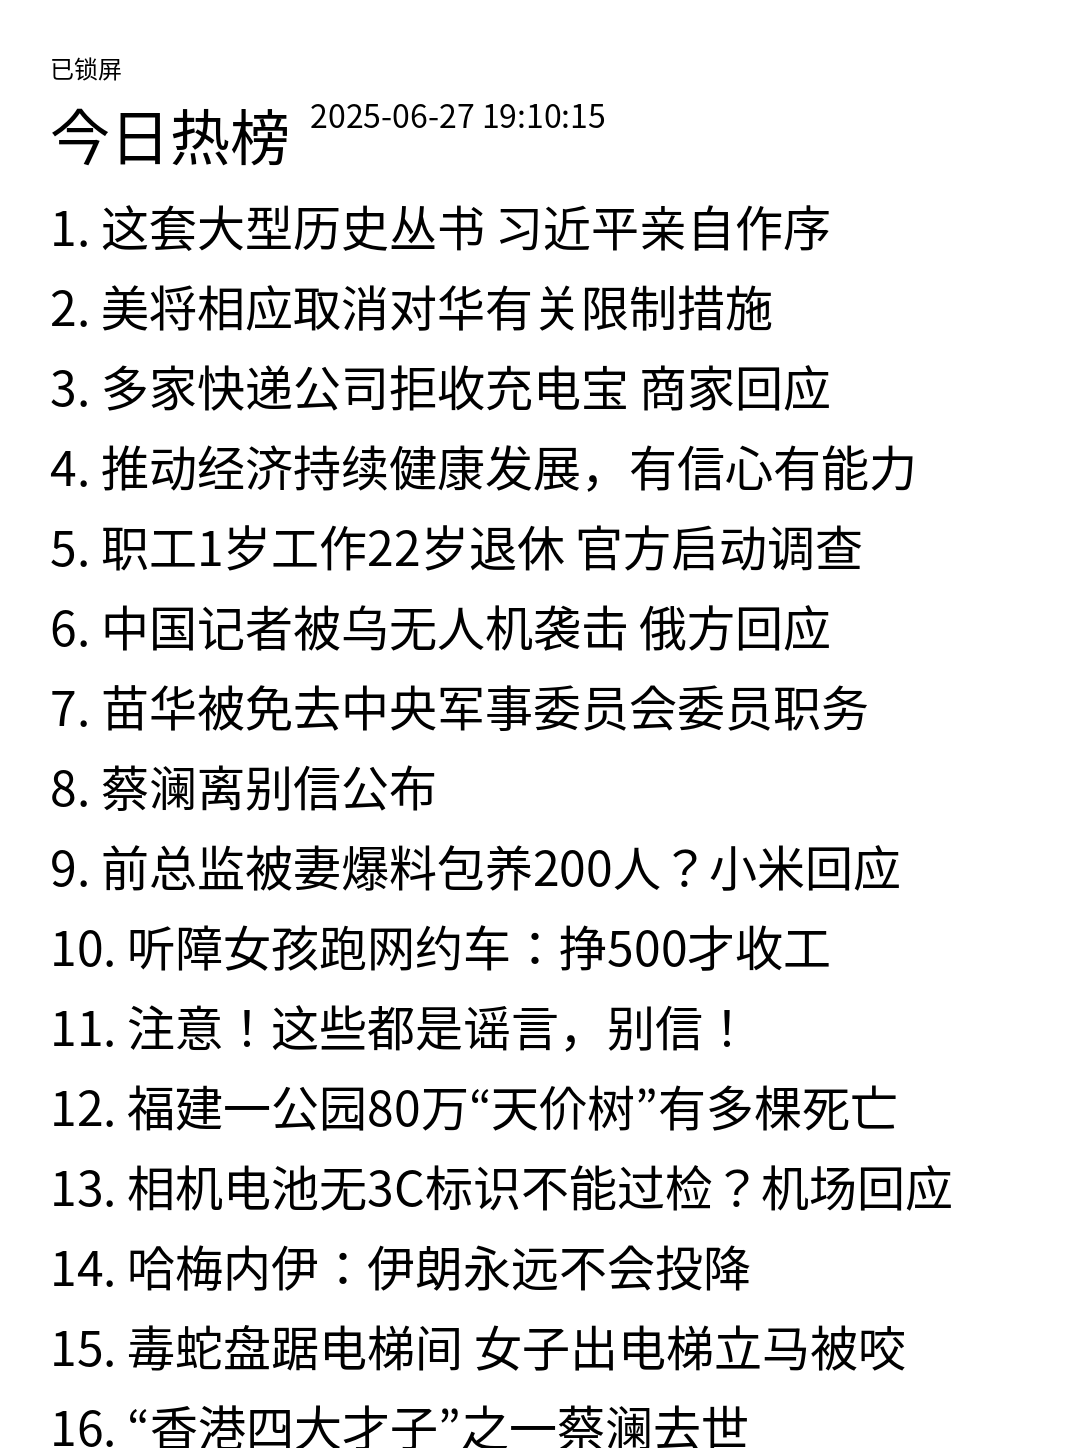 已锁屏
今日热榜 2025-06-27 19:10:15
1. 这套大型历史丛书 习近平亲自作序
2. 美将相应取消对华有关限制措施
3. 多家快递公司拒收充电宝 商家回应
4. 推动经济持续健康发展，有信心有能力
5. 职工1岁工作22岁退休 官方启动调查
6. 中国记者被乌无人机袭击 俄方回应
7. 苗华被免去中央军事委员会委员职务
8. 蔡澜离别信公布
9. 前总监被妻爆料包养200人？小米回应
10. 听障女孩跑网约车：挣500才收工
11. 注意！这些都是谣言，别信！
12. 福建一公园80万“天价树”有多棵死亡
13. 相机电池无3C标识不能过检？机场回应
14. 哈梅内伊：伊朗永远不会投降
15. 毒蛇盘踞电梯间 女子出电梯立马被咬
16. “香港四大才子”之一蔡澜去世